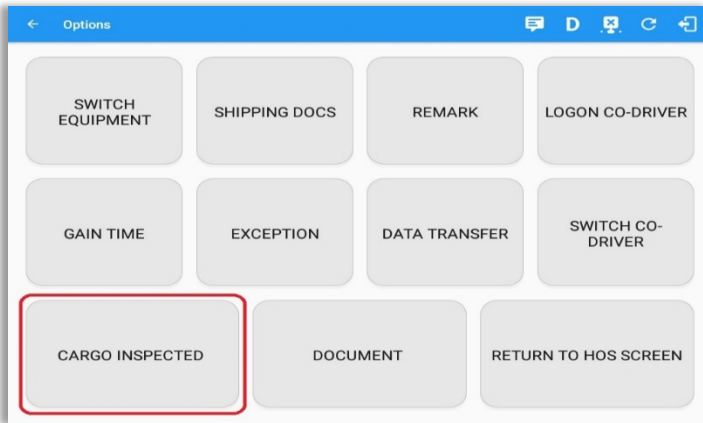 Options
D
SWITCH
EQUIPMENT
SHIPPING DOCS
REMARK
LOGON CO-DRIVER
GAIN TIME
EXCEPTION
DATA TRANSFER
SWITCH CO-
DRIVER
CARGO INSPECTED
DOCUMENT
RETURN TO HOS SCREEN